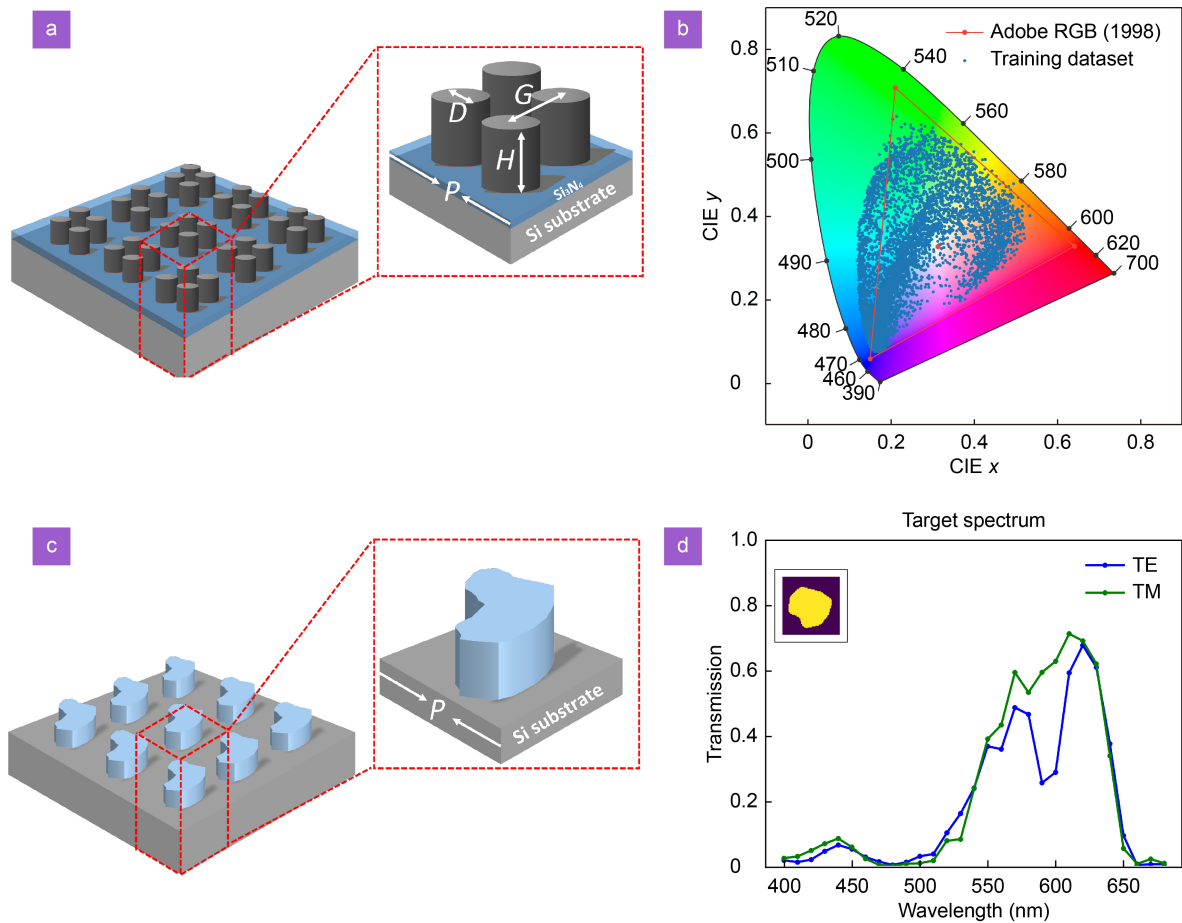 a
D
G
H
P
Si₃N₄
Si substrate
b
Adobe RGB (1998)
Training dataset
520
540
510
560
500
580
600
620
700
490
480
470
460
390
0.8
0.6
0.4
0.2
0
CIE y
0
0.2
0.4
0.6
0.8
CIE x
c
P
Si substrate
d
Target spectrum
TE
TM
1.0
0.8
0.6
0.4
0.2
0
Transmission
400
450
500
550
600
650
Wavelength (nm)